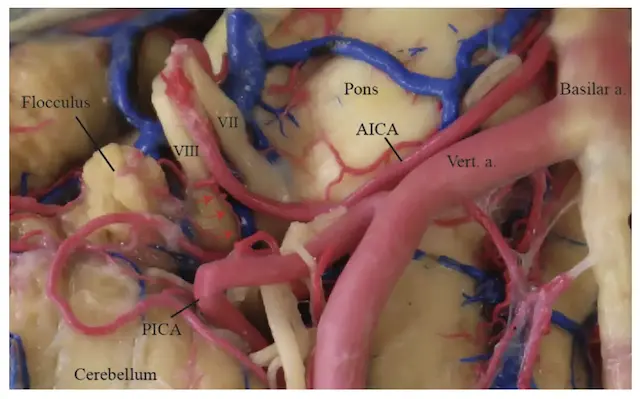 Flocculus
VII
VIII
Pons
AICA
Basilar a.
Vert. a.
PICA
Cerebellum